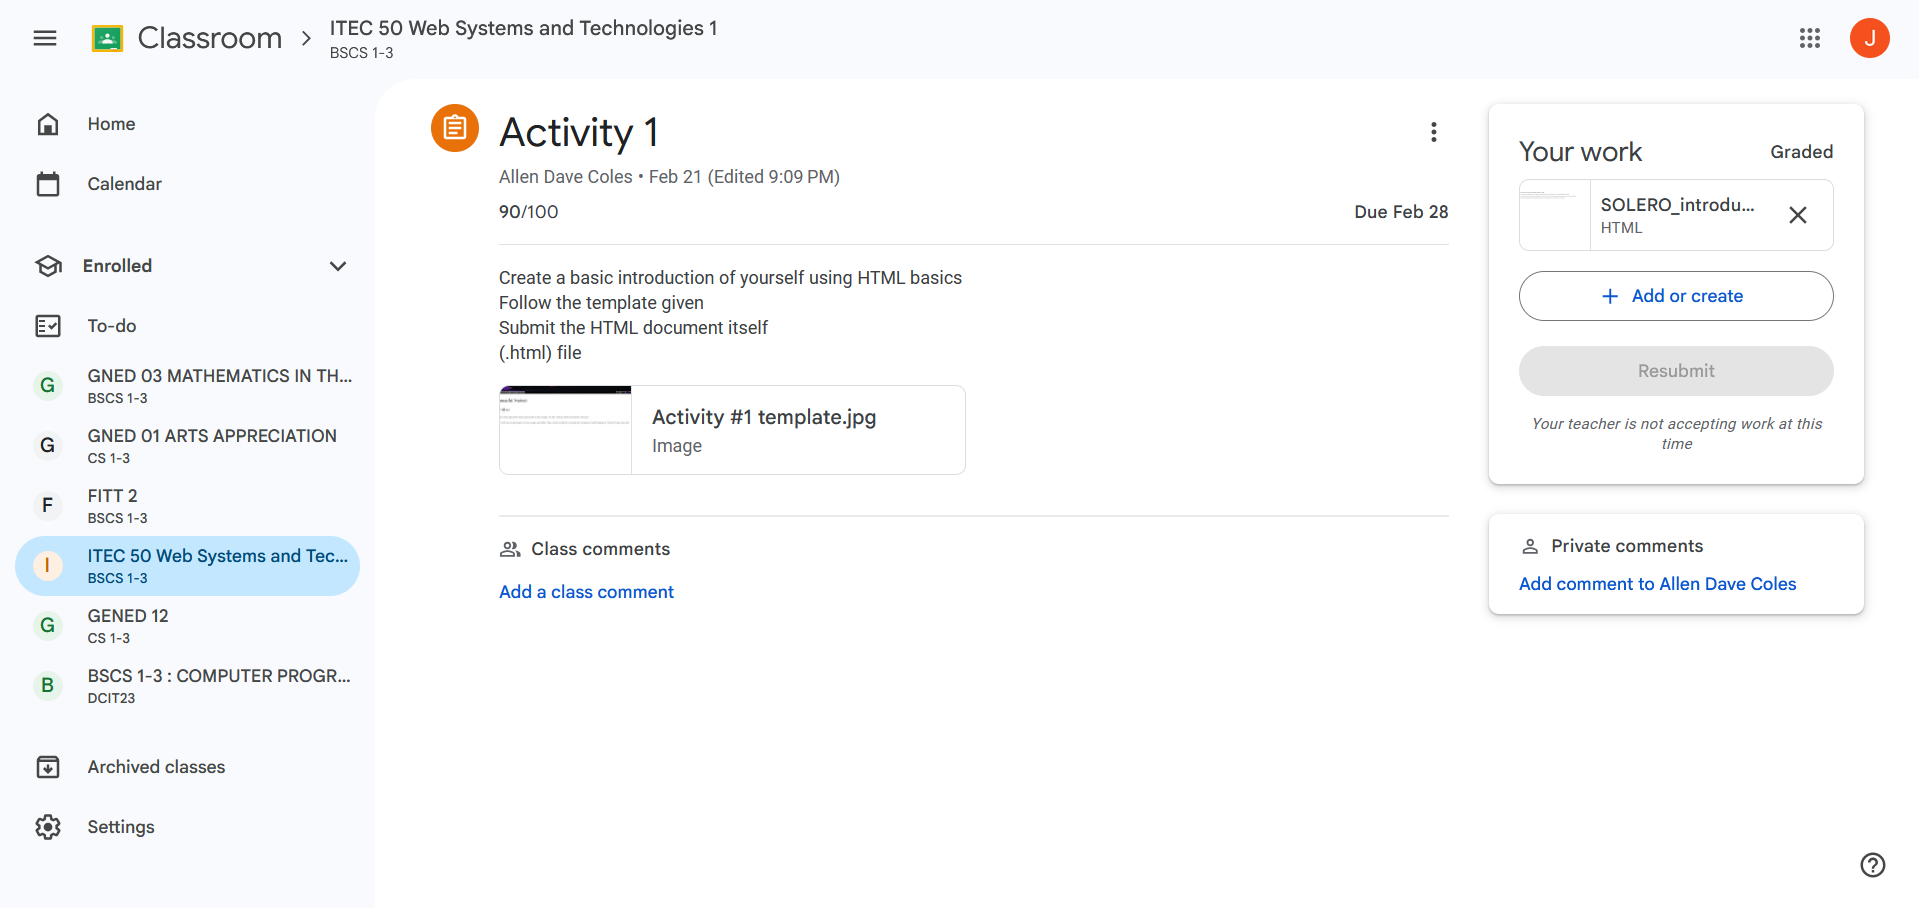 Classroom
ITEC 50 Web Systems and Technologies 1
BSCS 1-3
J
Home
Calendar
Enrolled
To-do
G
GNED 03 MATHEMATICS IN TH...
BSCS 1-3
G
GNED 01 ARTS APPRECIATION
CS 1-3
F
FITT 2
BSCS 1-3
I
ITEC 50 Web Systems and Tec...
BSCS 1-3
G
GENED 12
CS 1-3
B
BSCS 1-3 : COMPUTER PROGR...
DCIT23
Archived classes
Settings
Activity 1
Allen Dave Coles • Feb 21 (Edited 9:09 PM)
90/100
Due Feb 28
Create a basic introduction of yourself using HTML basics
Follow the template given
Submit the HTML document itself
(.html) file
Activity #1 template.jpg
Image
Class comments
Add a class comment
Your work
Graded
SOLERO_introdu...
HTML
Add or create
Resubmit
Your teacher is not accepting work at this
time
Private comments
Add comment to Allen Dave Coles